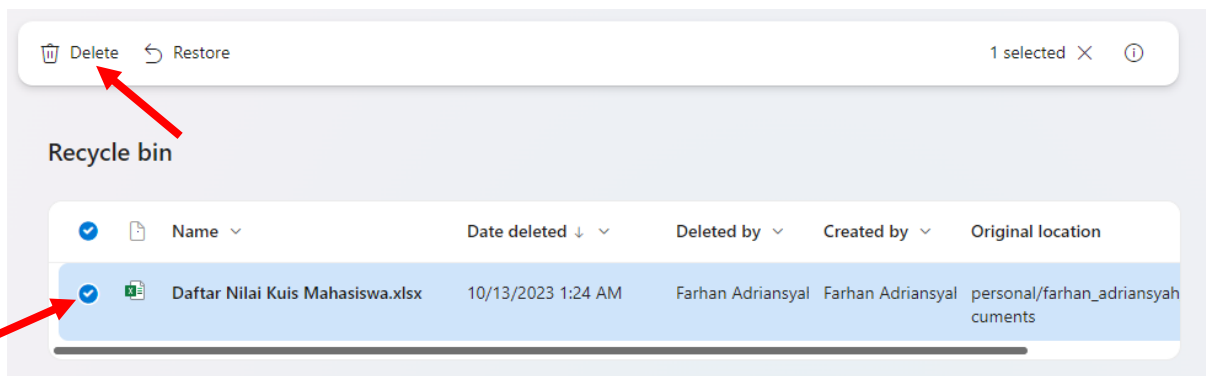 Delete Restore 1 selected
Recycle bin
Name Date deleted Deleted by Created by Original location
Daftar Nilai Kuis Mahasiswa.xlsx 10/13/2023 1:24 AM Farhan Adriansyal Farhan Adriansyal personal/farhan_adriansyah
cuments